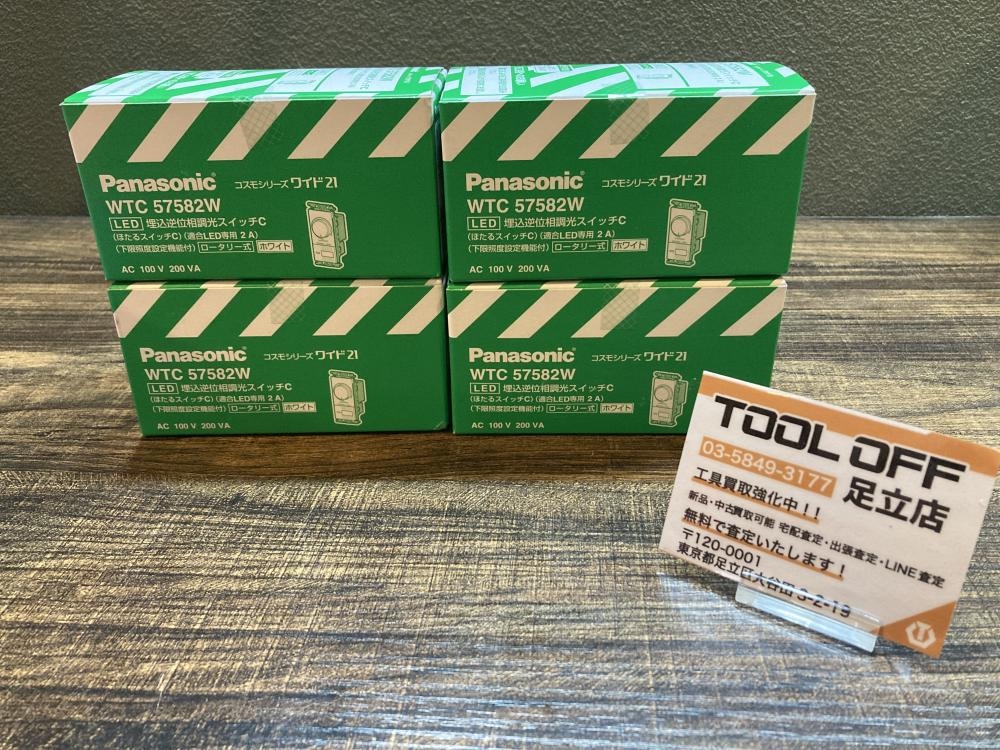 Panasonic コスモシリーズ ワイド21
WTC 57582W
LED 埋込逆位相調光スイッチC
(ほたるスイッチC) (適合LED専用 2 A)
(下限照度設定機能付) ロータリー式 ホワイト
AC 100 V 200 VA
Panasonic コスモシリーズ ワイド21
WTC 57582W
LED 埋込逆位相調光スイッチC
(ほたるスイッチC) (適合LED専用 2 A)
(下限照度設定機能付) ロータリー式 ホワイト
AC 100 V 200 VA
Panasonic コスモシリーズ ワイド21
WTC 57582W
LED 埋込逆位相調光スイッチC
(ほたるスイッチC) (適合LED専用 2 A)
(下限照度設定機能付) ロータリー式 ホワイト
AC 100 V 200 VA
Panasonic コスモシリーズ ワイド21
WTC 57582W
LED 埋込逆位相調光スイッチC
(ほたるスイッチC) (適合LED専用 2 A)
(下限照度設定機能付) ロータリー式 ホワイト
AC 100 V 200 VA
TOOL OFF
03-5849-3177 足立店
工具買取強化中!!
新品・中古買取可能 宅配査定・出張査定・LINE査定
無料で査定いたします!
〒120-0001
東京都足立区大谷田 3-2-19